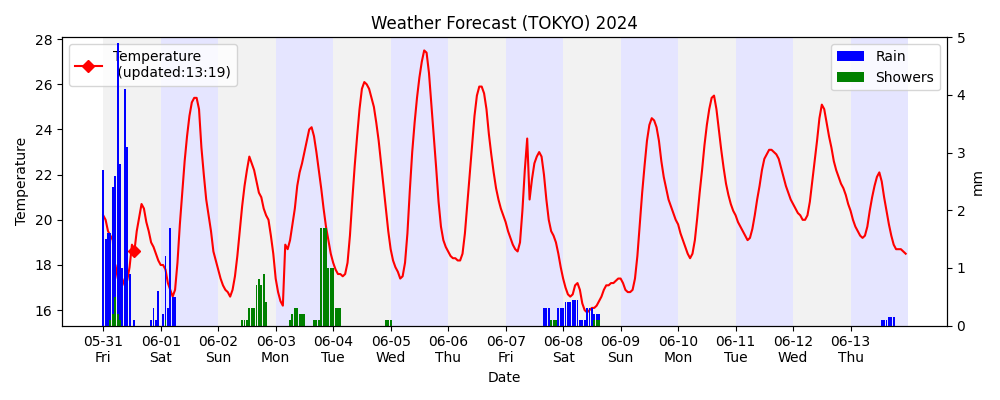 Weather Forecast (TOKYO) 2024
Temperature
(updated:13:19)
Rain
Showers
Temperature
28
26
24
22
20
18
16
5
4
3
2
1
0
mm
05-31 06-01 06-02 06-03 06-04 06-05 06-06 06-07 06-08 06-09 06-10 06-11 06-12 06-13
Fri Sat Sun Mon Tue Wed Thu Fri Sat Sun Mon Tue Wed Thu
Date